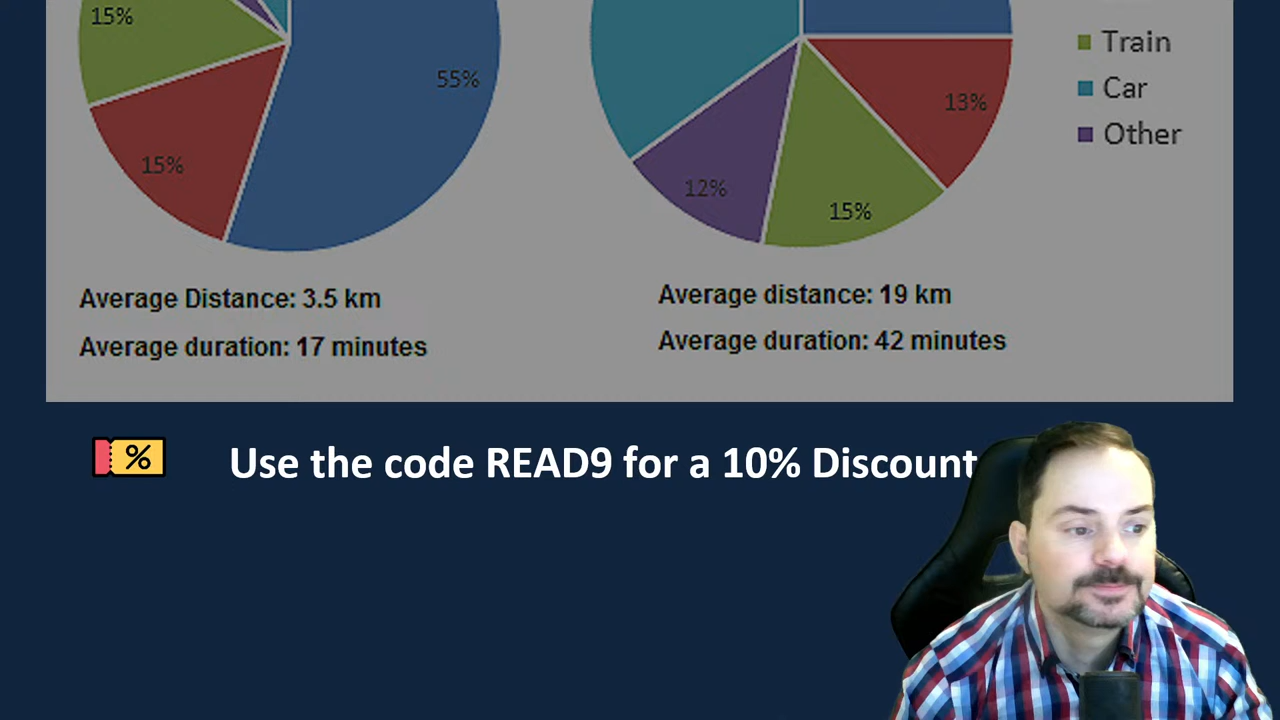 15%
55%
15%
13%
12%
15%
Train
Car
Other
Average Distance: 3.5 km
Average duration: 17 minutes
Average distance: 19 km
Average duration: 42 minutes
%
Use the code READ9 for a 10% Discount